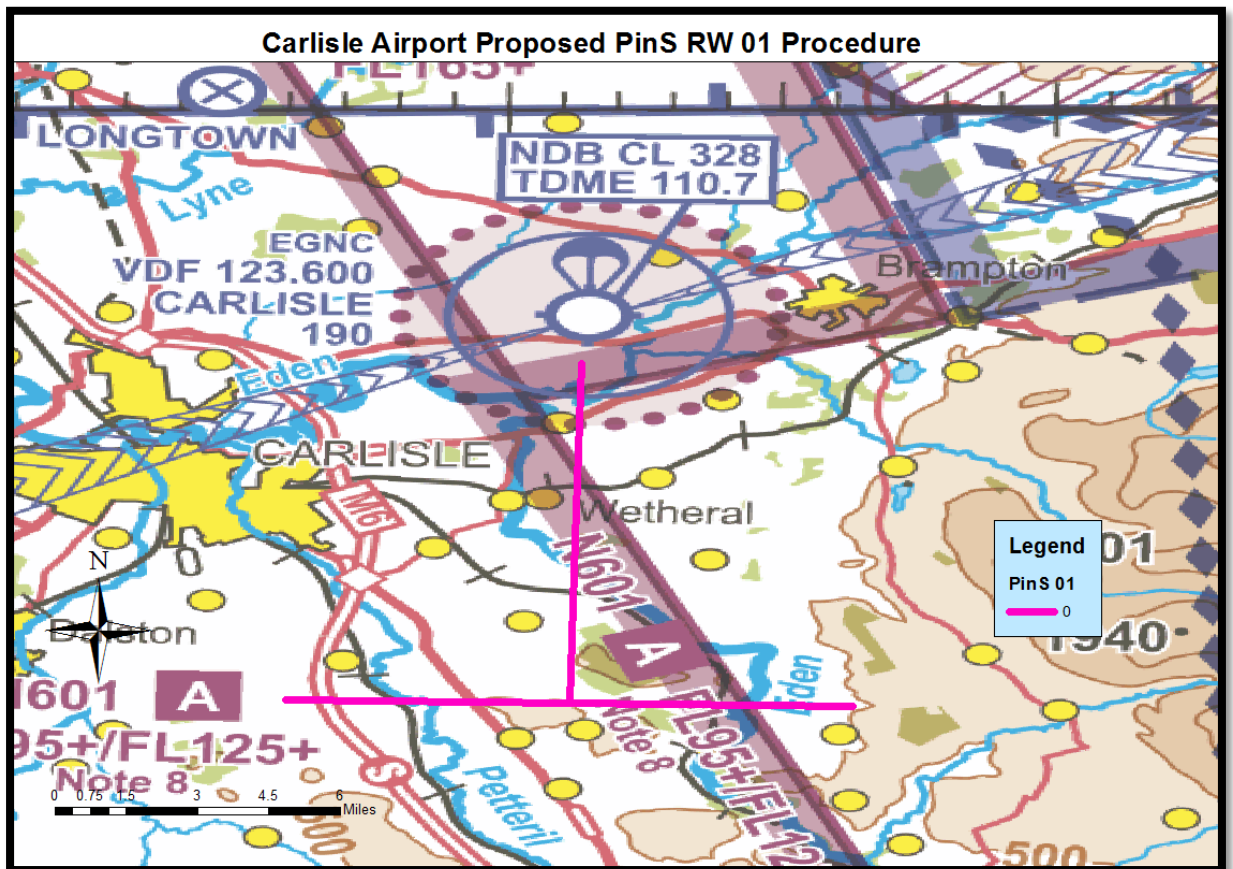 Carlisle Airport Proposed PinS RW 01 Procedure
FL165+
LONGTOWN
NDB CL 328
TDME 110.7
Lyne
EGNC
VDF 123.600
CARLISLE
190
Brampton
Eden
CARLISLE
M6
Wetheral
N601
N
Legend
PinS 01
0
01
Dalston
A
1940
A
Eden
N601
95+/FL125+
Note 8
Note 8
FL95+/FL12
S
Petteril
0 0.75 1.5 3 4.5 6
Miles
500
500